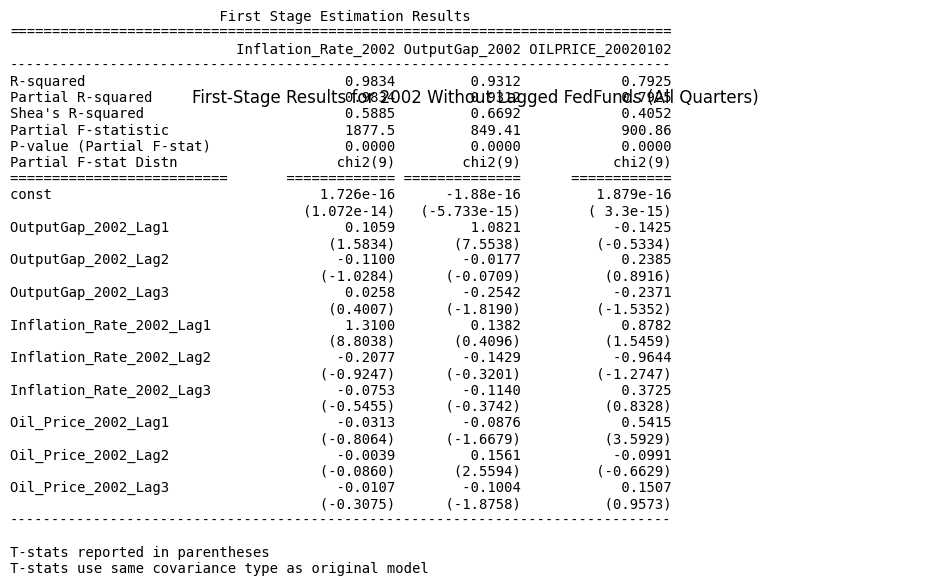 First Stage Estimation Results
===============================================================================
Inflation_Rate_2002 OutputGap_2002 OILPRICE_20020102
-------------------------------------------------------------------------------
R-squared 0.9834 0.9312 0.7925
Partial R-squared 0.9834 0.9312 0.7925
First-Stage Results for 2002 Without Lagged FedFunds (All Quarters)
Shea's R-squared 0.5885 0.6692 0.4052
Partial F-statistic 1877.5 849.41 900.86
P-value (Partial F-stat) 0.0000 0.0000 0.0000
Partial F-stat Distn chi2(9) chi2(9) chi2(9)
========================== ============= ============== ============
const 1.726e-16 -1.88e-16 1.879e-16
(1.072e-14) (-5.733e-15) ( 3.3e-15)
OutputGap_2002_Lag1 0.1059 1.0821 -0.1425
(1.5834) (7.5538) (-0.5334)
OutputGap_2002_Lag2 -0.1100 -0.0177 0.2385
(-1.0284) (-0.0709) (0.8916)
OutputGap_2002_Lag3 0.0258 -0.2542 -0.2371
(0.4007) (-1.8190) (-1.5352)
Inflation_Rate_2002_Lag1 1.3100 0.1382 0.8782
(8.8038) (0.4096) (1.5459)
Inflation_Rate_2002_Lag2 -0.2077 -0.1429 -0.9644
(-0.9247) (-0.3201) (-1.2747)
Inflation_Rate_2002_Lag3 -0.0753 -0.1140 0.3725
(-0.5455) (-0.3742) (0.8328)
Oil_Price_2002_Lag1 -0.0313 -0.0876 0.5415
(-0.8064) (-1.6679) (3.5929)
Oil_Price_2002_Lag2 -0.0039 0.1561 -0.0991
(-0.0860) (2.5594) (-0.6629)
Oil_Price_2002_Lag3 -0.0107 -0.1004 0.1507
(-0.3075) (-1.8758) (0.9573)
-------------------------------------------------------------------------------
T-stats reported in parentheses
T-stats use same covariance type as original model